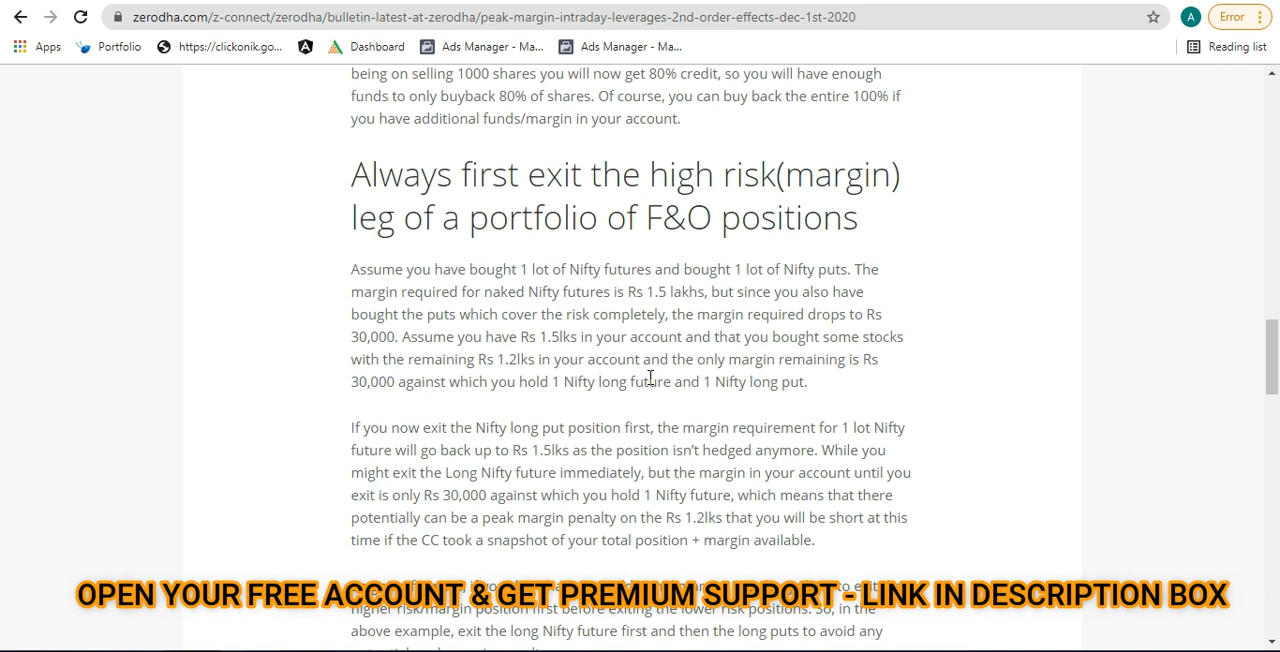 zerodha.com/z-connect/zerodha/bulletin-latest-at-zerodha/peak-margin-intraday-leverages-2nd-order-effects-dec-1st-2020
A
Error
Apps
Portfolio
https://clickonik.go...
Dashboard
Ads Manager - Ma...
Ads Manager - Ma...
Reading list
being on selling 1000 shares you will now get 80% credit, so you will have enough
funds to only buyback 80% of shares. Of course, you can buy back the entire 100% if
you have additional funds/margin in your account.
Always first exit the high risk(margin)
leg of a portfolio of F&O positions
Assume you have bought 1 lot of Nifty futures and bought 1 lot of Nifty puts. The
margin required for naked Nifty futures is Rs 1.5 lakhs, but since you also have
bought the puts which cover the risk completely, the margin required drops to Rs
30,000. Assume you have Rs 1.5lks in your account and that you bought some stocks
with the remaining Rs 1.2lks in your account and the only margin remaining is Rs
30,000 against which you hold 1 Nifty long future and 1 Nifty long put.
If you now exit the Nifty long put position first, the margin requirement for 1 lot Nifty
future will go back up to Rs 1.5lks as the position isn't hedged anymore. While you
might exit the Long Nifty future immediately, but the margin in your account until you
exit is only Rs 30,000 against which you hold 1 Nifty future, which means that there
potentially can be a peak margin penalty on the Rs 1.2lks that you will be short at this
time if the CC took a snapshot of your total position + margin available.
OPEN YOUR FREE ACCOUNT & GET PREMIUM SUPPORT - LINK IN DESCRIPTION BOX
higher risk/margin position first before exiting the lower risk positions. So, in the
above example, exit the long Nifty future first and then the long puts to avoid any